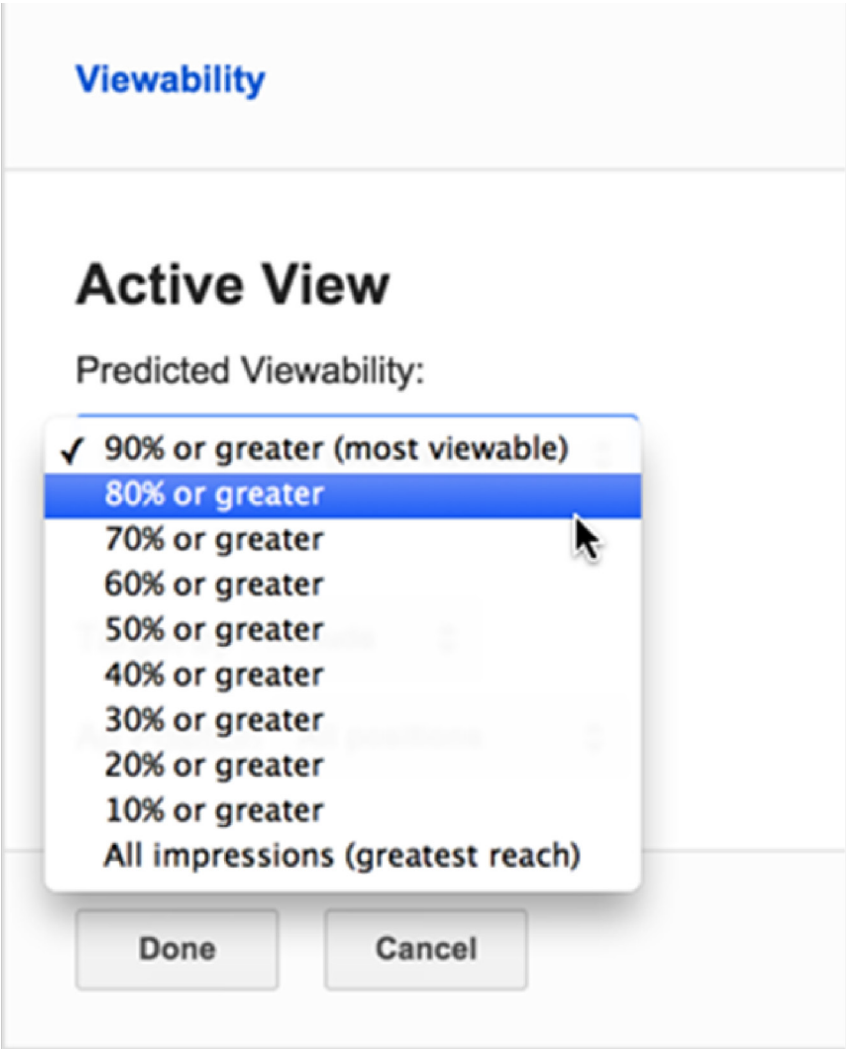 Viewability
Active View
Predicted Viewability:
✓ 90% or greater (most viewable)
80% or greater
70% or greater
60% or greater
50% or greater
40% or greater
30% or greater
20% or greater
10% or greater
All impressions (greatest reach)
Done
Cancel